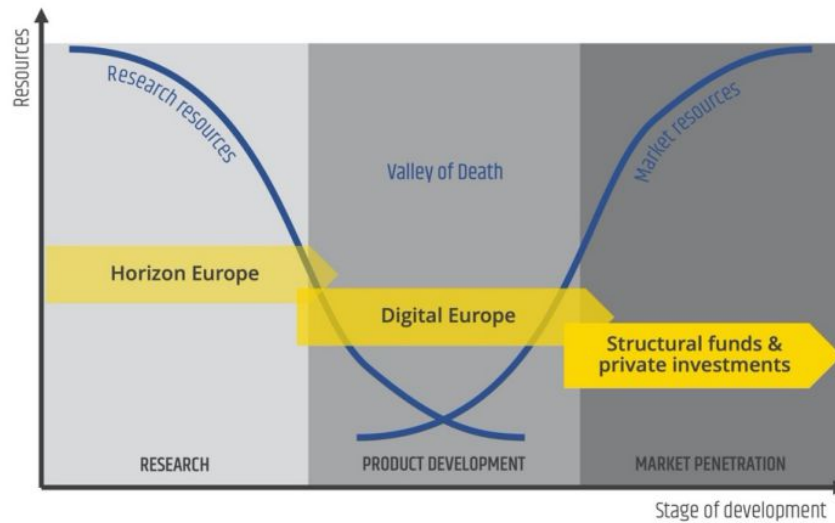 Resources
Research resources
Valley of Death
Market resources
Horizon Europe
Digital Europe
Structural funds &
private investments
RESEARCH
PRODUCT DEVELOPMENT
MARKET PENETRATION
Stage of development